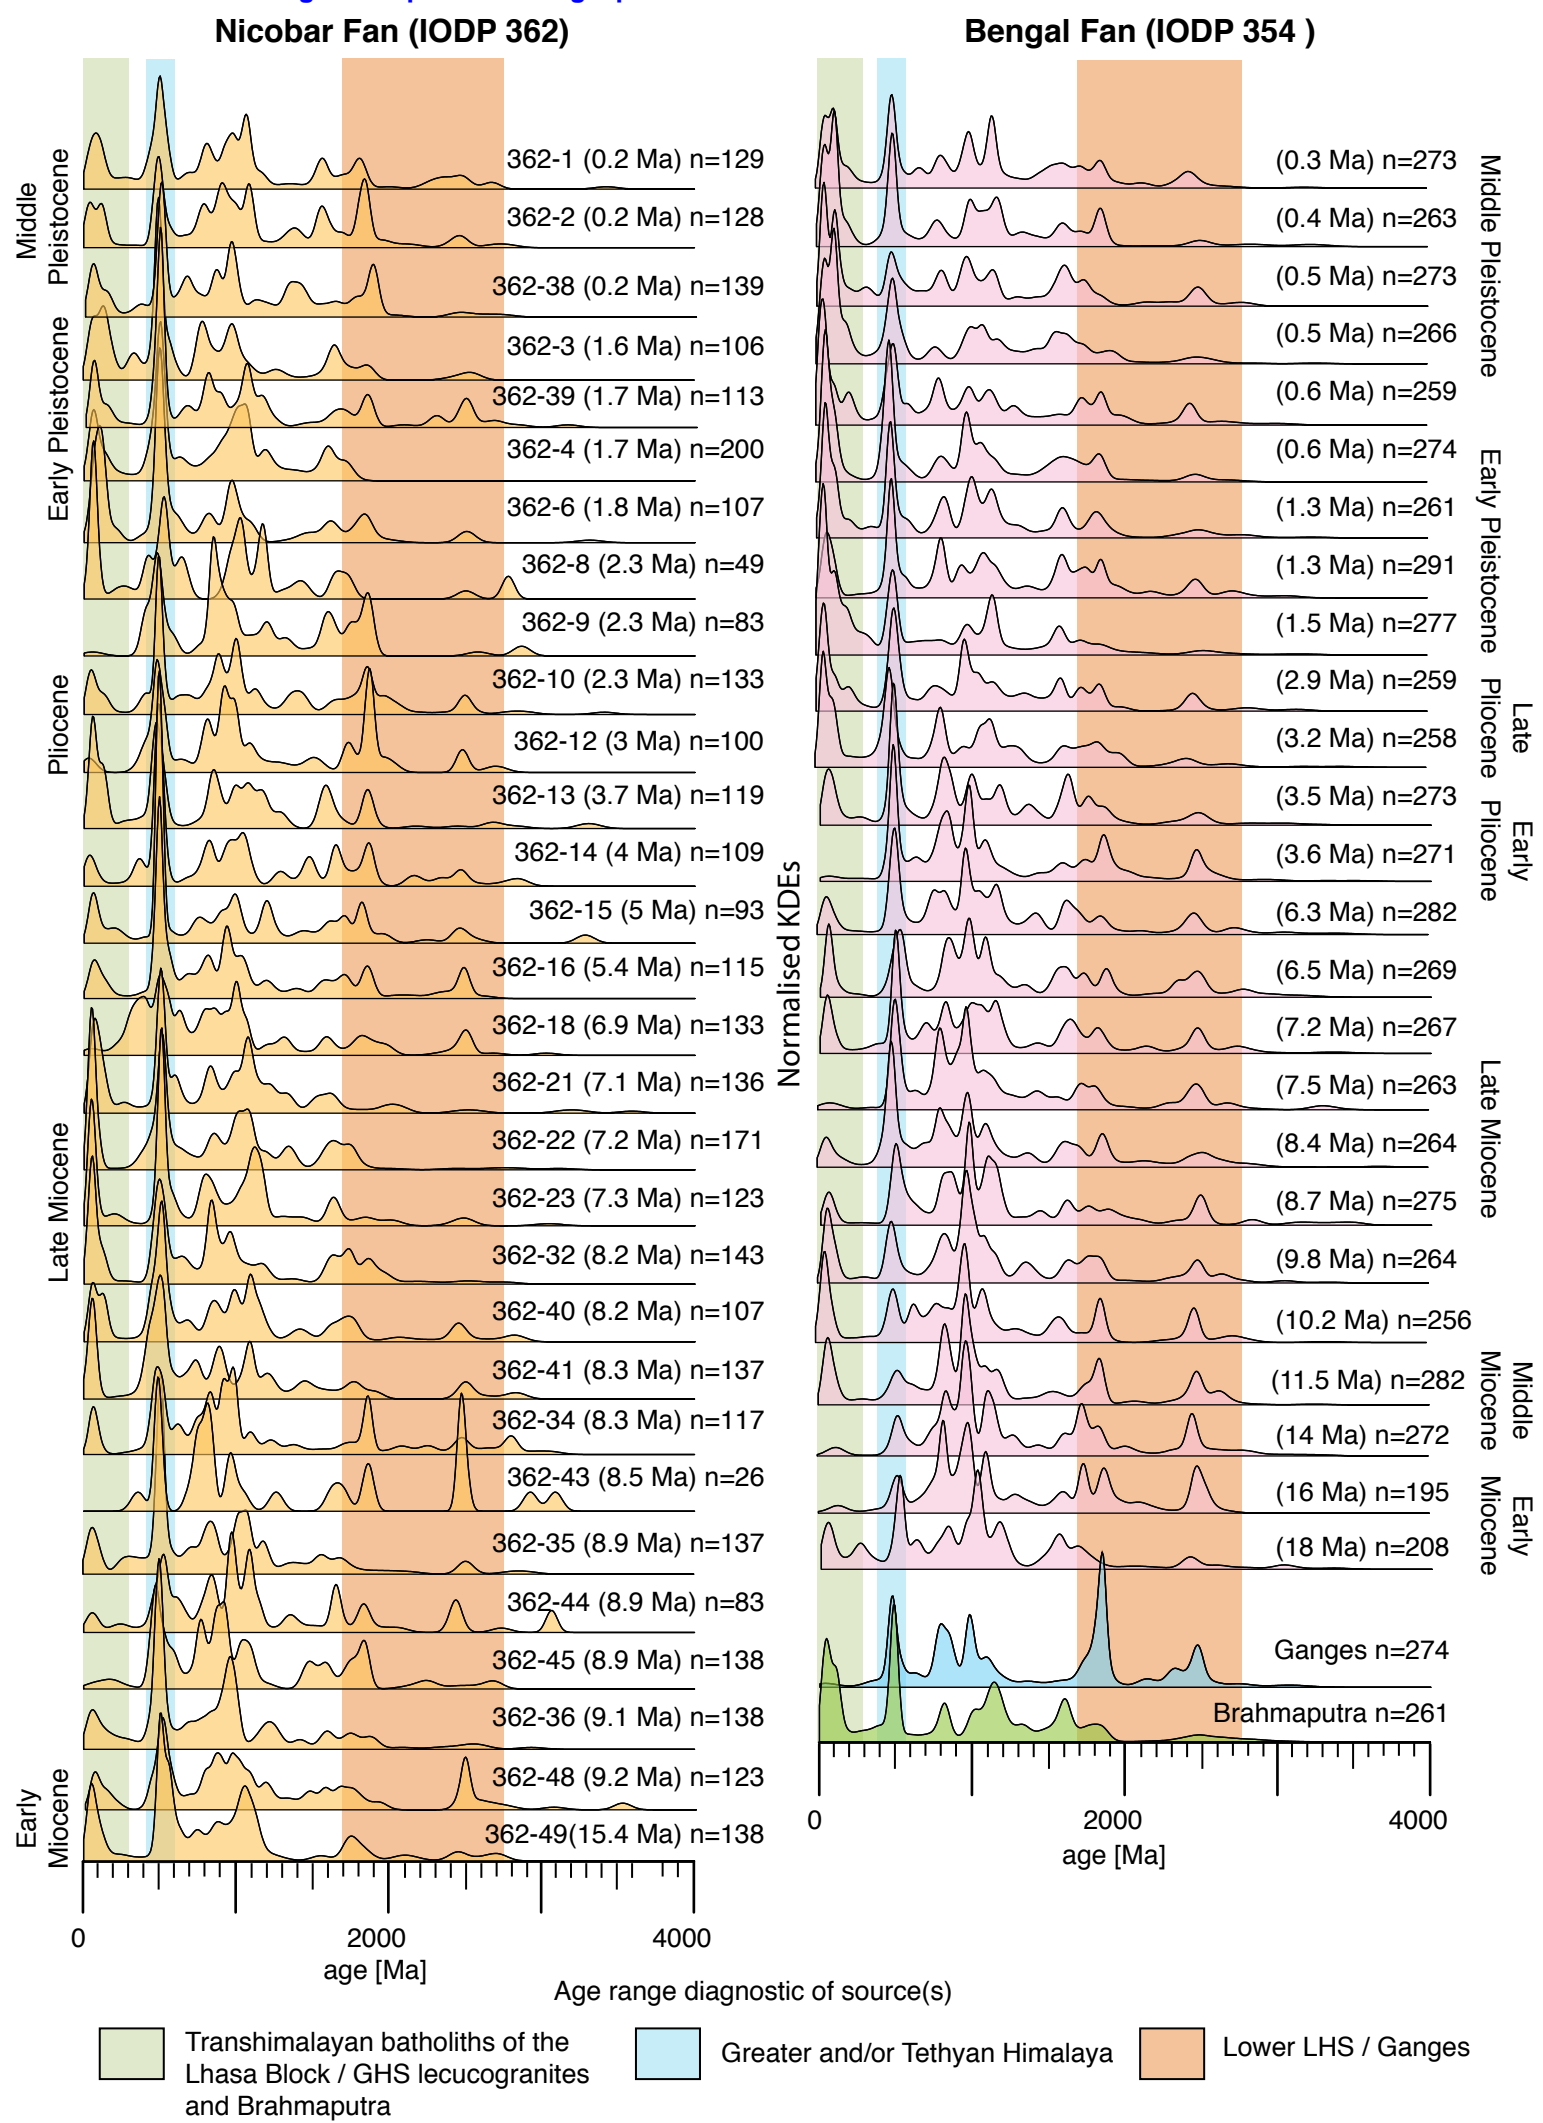 Nicobar Fan (IODP 362)
Bengal Fan (IODP 354 )
Middle
Pleistocene
Early Pleistocene
Pliocene
Late Miocene
Early
Miocene
362-1 (0.2 Ma) n=129
362-2 (0.2 Ma) n=128
362-38 (0.2 Ma) n=139
362-3 (1.6 Ma) n=106
362-39 (1.7 Ma) n=113
362-4 (1.7 Ma) n=200
362-6 (1.8 Ma) n=107
362-8 (2.3 Ma) n=49
362-9 (2.3 Ma) n=83
362-10 (2.3 Ma) n=133
362-12 (3 Ma) n=100
362-13 (3.7 Ma) n=119
362-14 (4 Ma) n=109
362-15 (5 Ma) n=93
362-16 (5.4 Ma) n=115
362-18 (6.9 Ma) n=133
362-21 (7.1 Ma) n=136
362-22 (7.2 Ma) n=171
362-23 (7.3 Ma) n=123
362-32 (8.2 Ma) n=143
362-40 (8.2 Ma) n=107
362-41 (8.3 Ma) n=137
362-34 (8.3 Ma) n=117
362-43 (8.5 Ma) n=26
362-35 (8.9 Ma) n=137
362-44 (8.9 Ma) n=83
362-45 (8.9 Ma) n=138
362-36 (9.1 Ma) n=138
362-48 (9.2 Ma) n=123
362-49(15.4 Ma) n=138
0 2000 4000
age [Ma]
Normalised KDEs
(0.3 Ma) n=273
(0.4 Ma) n=263
(0.5 Ma) n=273
(0.5 Ma) n=266
(0.6 Ma) n=259
(0.6 Ma) n=274
(1.3 Ma) n=261
(1.3 Ma) n=291
(1.5 Ma) n=277
(2.9 Ma) n=259
(3.2 Ma) n=258
(3.5 Ma) n=273
(3.6 Ma) n=271
(6.3 Ma) n=282
(6.5 Ma) n=269
(7.2 Ma) n=267
(7.5 Ma) n=263
(8.4 Ma) n=264
(8.7 Ma) n=275
(9.8 Ma) n=264
(10.2 Ma) n=256
(11.5 Ma) n=282
(14 Ma) n=272
(16 Ma) n=195
(18 Ma) n=208
Ganges n=274
Brahmaputra n=261
Middle Pleistocene
Early Pleistocene
Late
Pliocene
Early
Pliocene
Late Miocene
Middle
Miocene
Early
Miocene
0 2000 4000
age [Ma]
Age range diagnostic of source(s)
Transhimalayan batholiths of the
Lhasa Block / GHS lecucogranites
and Brahmaputra
Greater and/or Tethyan Himalaya
Lower LHS / Ganges